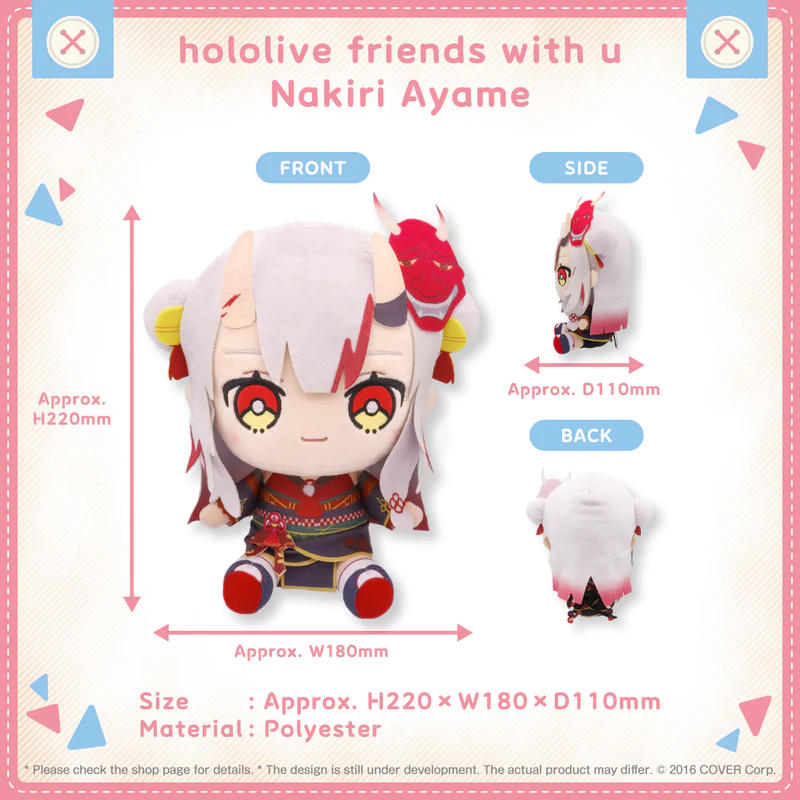 hololive friends with u
Nakiri Ayame
FRONT
SIDE
Approx.
H220mm
Approx. D110mm
BACK
Approx. W180mm
Size : Approx. H220×W180×D110mm
Material : Polyester
* Please check the shop page for details. * The design is still under development. The actual product may differ. © 2016 COVER Corp.